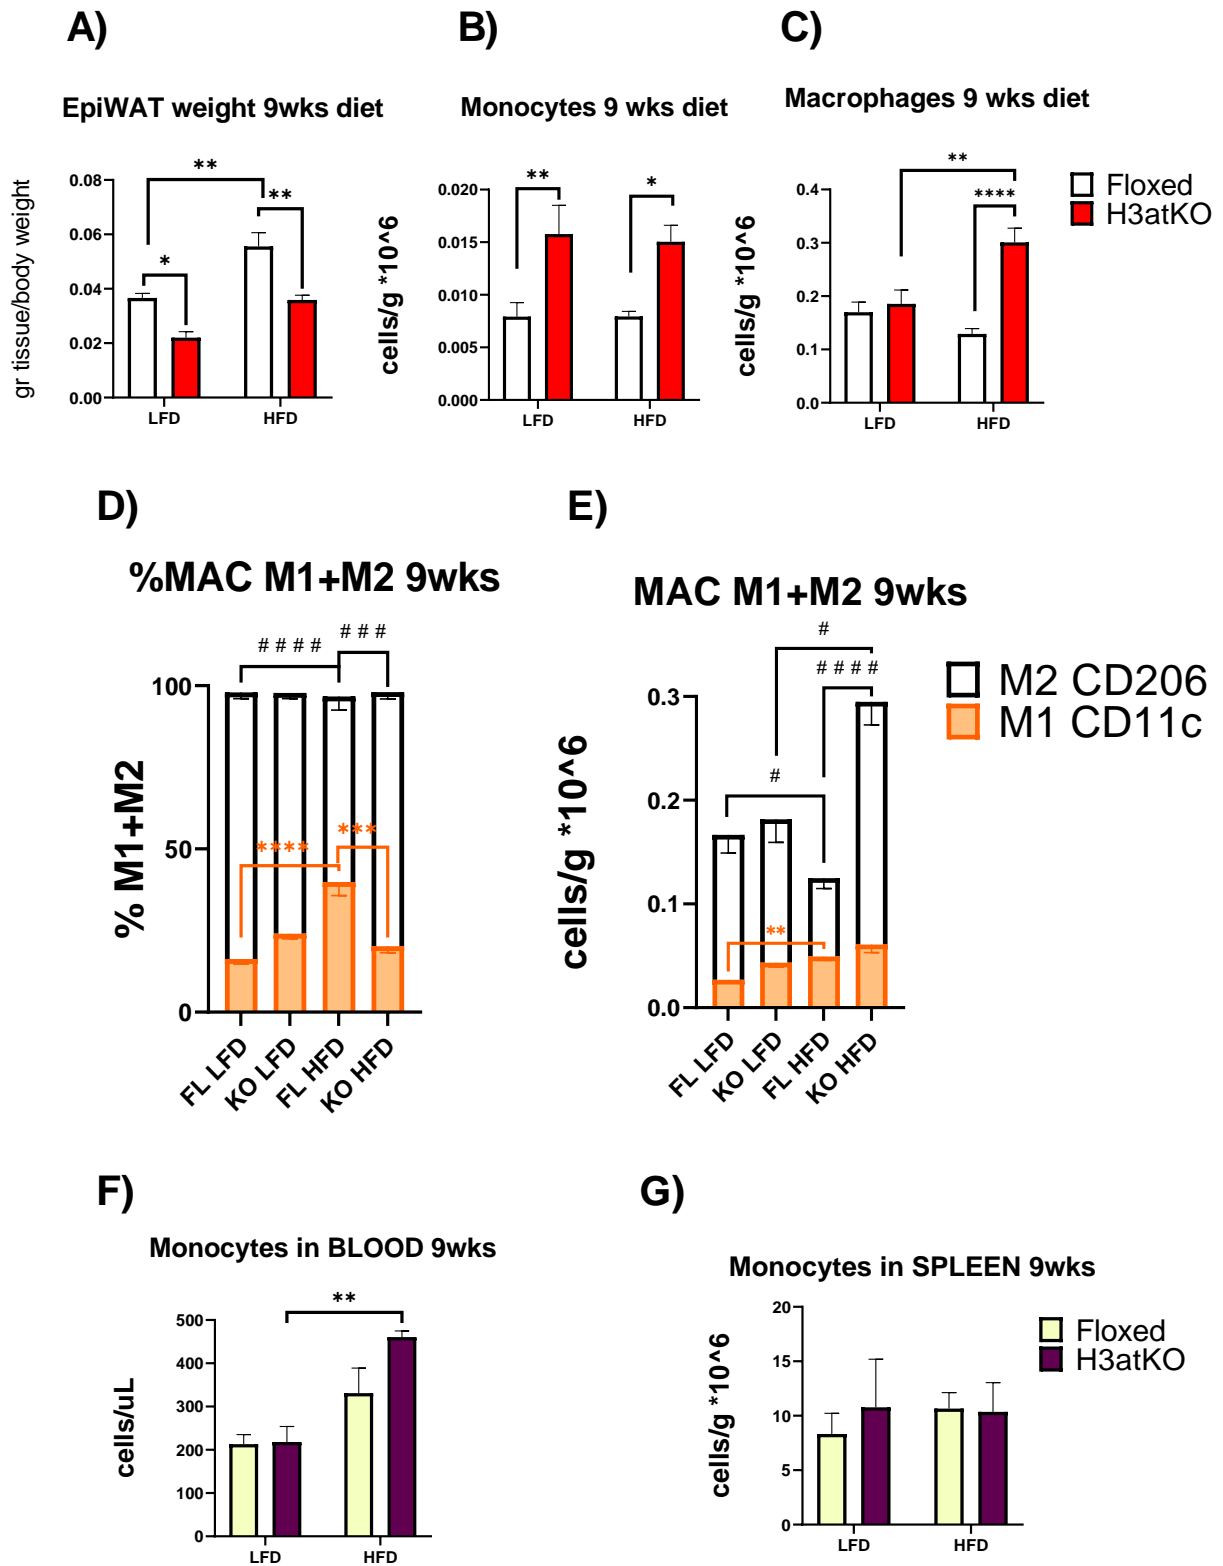 A)
B)
C)
EpiWAT weight 9wks diet
Monocytes 9 wks diet
Macrophages 9 wks diet
gr tissue/body weight
0.08
0.06
0.04
0.02
0.00
**
**
*
LFD
HFD
cells/g *10^6
0.020
0.015
0.010
0.005
0.000
**
*
LFD
HFD
cells/g *10^6
0.4
0.3
0.2
0.1
0.0
**
****
LFD
HFD
Floxed
H3atKO
D)
E)
%MAC M1+M2 9wks
MAC M1+M2 9wks
% M1+M2
100
50
0
# # # #
# # #
****
***
FL LFD
KO LFD
FL HFD
KO HFD
cells/g *10^6
0.3
0.2
0.1
0.0
#
# # # #
#
**
FL LFD
KO LFD
FL HFD
KO HFD
M2 CD206
M1 CD11c
F)
G)
Monocytes in BLOOD 9wks
Monocytes in SPLEEN 9wks
cells/uL
500
400
300
200
100
0
**
LFD
HFD
cells/g *10^6
20
15
10
5
0
LFD
HFD
Floxed
H3atKO